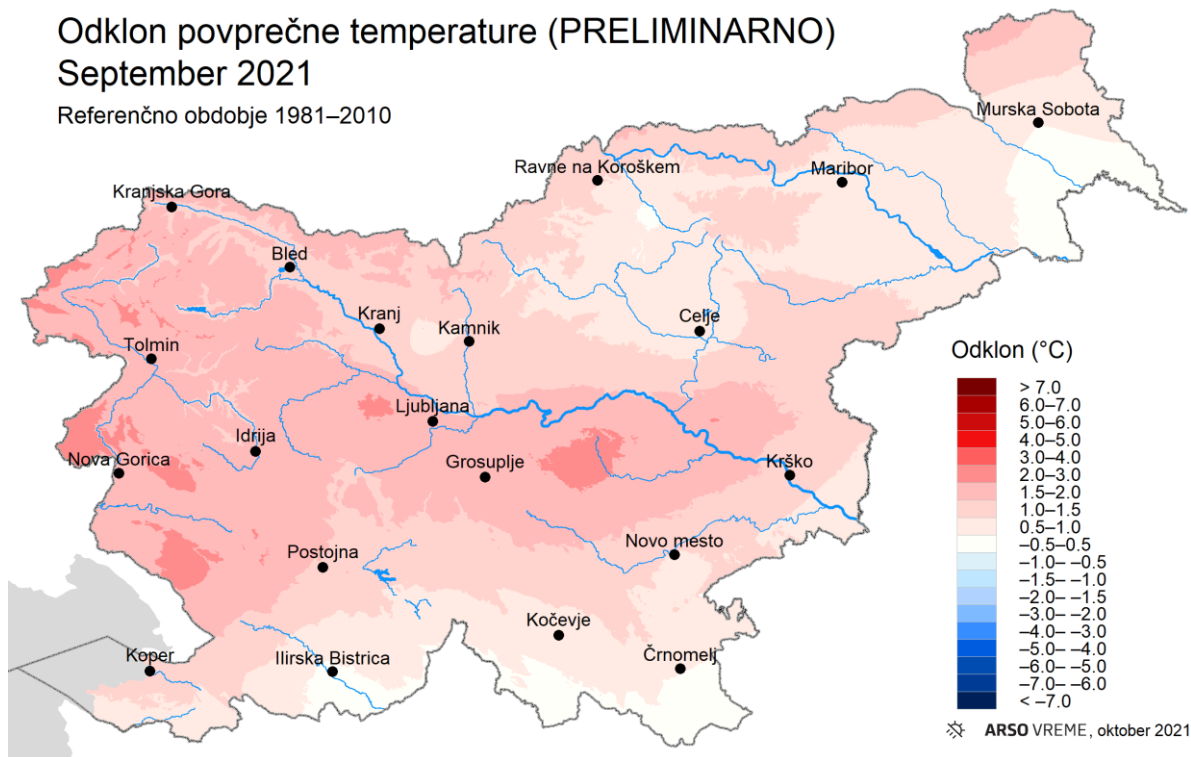 Odklon povprečne temperature (PRELIMINARNO)
September 2021
Referenčno obdobje 1981–2010
Murska Sobota
Ravne na Koroškem
Maribor
Kranjska Gora
Bled
Kranj
Kamnik
Celje
Tolmin
Ljubljana
Idrija
Nova Gorica
Grosuplje
Krško
Postojna
Novo mesto
Kočevje
Koper
Ilirska Bistrica
Črnomelj
Odklon (°C)
> 7.0
6.0–7.0
5.0–6.0
4.0–5.0
3.0–4.0
2.0–3.0
1.5–2.0
1.0–1.5
0.5–1.0
–0.5–0.5
–1.0– –0.5
–1.5– –1.0
–2.0– –1.5
–3.0– –2.0
–4.0– –3.0
–5.0– –4.0
–6.0– –5.0
–7.0– –6.0
< –7.0
ARSO VREME, oktober 2021